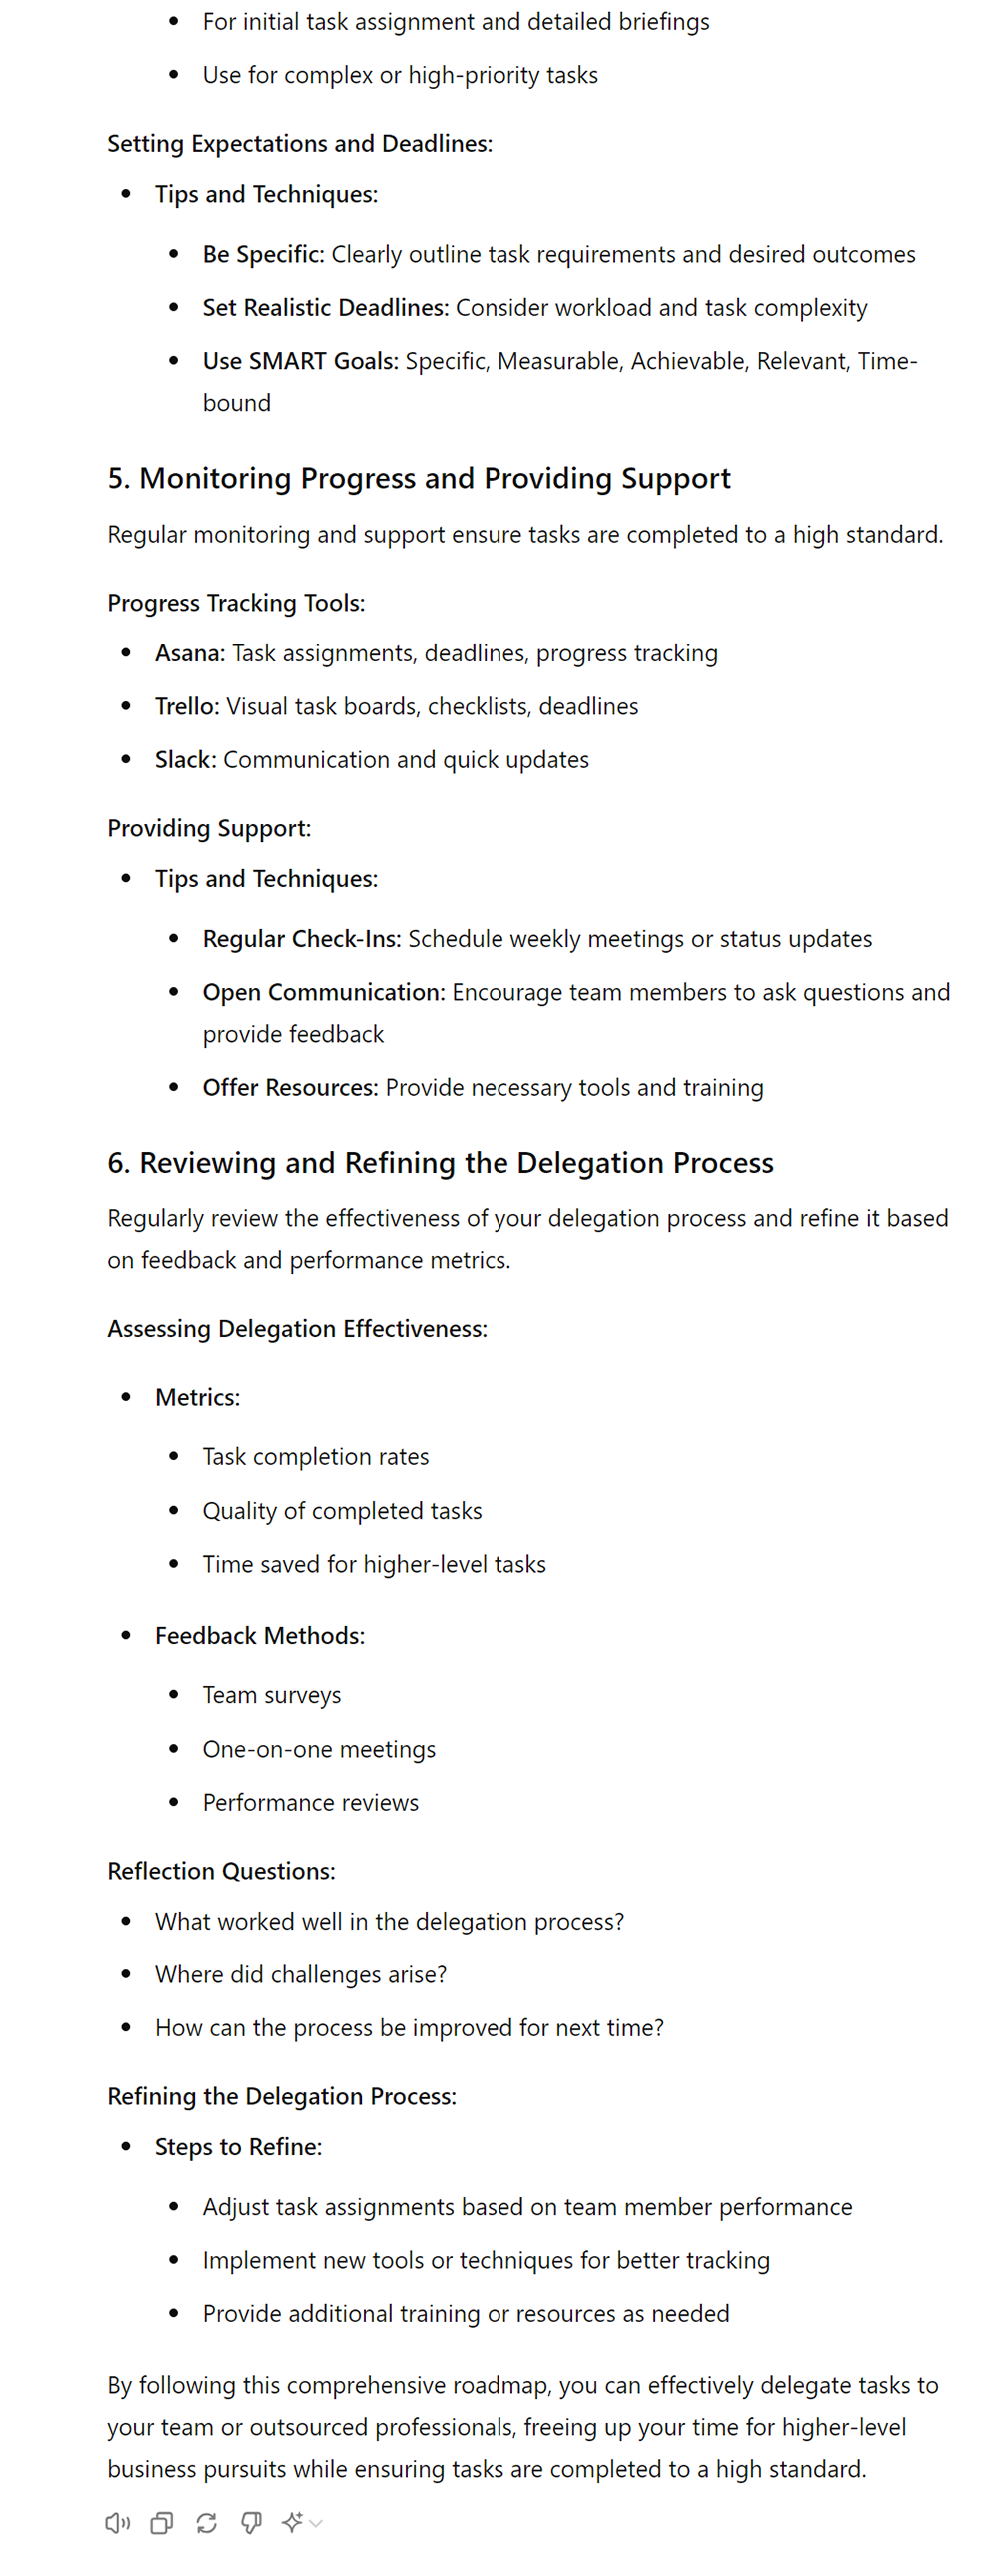 For initial task assignment and detailed briefings
Use for complex or high-priority tasks
Setting Expectations and Deadlines:
Tips and Techniques:
Be Specific: Clearly outline task requirements and desired outcomes
Set Realistic Deadlines: Consider workload and task complexity
Use SMART Goals: Specific, Measurable, Achievable, Relevant, Time-
bound
5. Monitoring Progress and Providing Support
Regular monitoring and support ensure tasks are completed to a high standard.
Progress Tracking Tools:
Asana: Task assignments, deadlines, progress tracking
Trello: Visual task boards, checklists, deadlines
Slack: Communication and quick updates
Providing Support:
Tips and Techniques:
Regular Check-Ins: Schedule weekly meetings or status updates
Open Communication: Encourage team members to ask questions and
provide feedback
Offer Resources: Provide necessary tools and training
6. Reviewing and Refining the Delegation Process
Regularly review the effectiveness of your delegation process and refine it based
on feedback and performance metrics.
Assessing Delegation Effectiveness:
Metrics:
Task completion rates
Quality of completed tasks
Time saved for higher-level tasks
Feedback Methods:
Team surveys
One-on-one meetings
Performance reviews
Reflection Questions:
What worked well in the delegation process?
Where did challenges arise?
How can the process be improved for next time?
Refining the Delegation Process:
Steps to Refine:
Adjust task assignments based on team member performance
Implement new tools or techniques for better tracking
Provide additional training or resources as needed
By following this comprehensive roadmap, you can effectively delegate tasks to
your team or outsourced professionals, freeing up your time for higher-level
business pursuits while ensuring tasks are completed to a high standard.